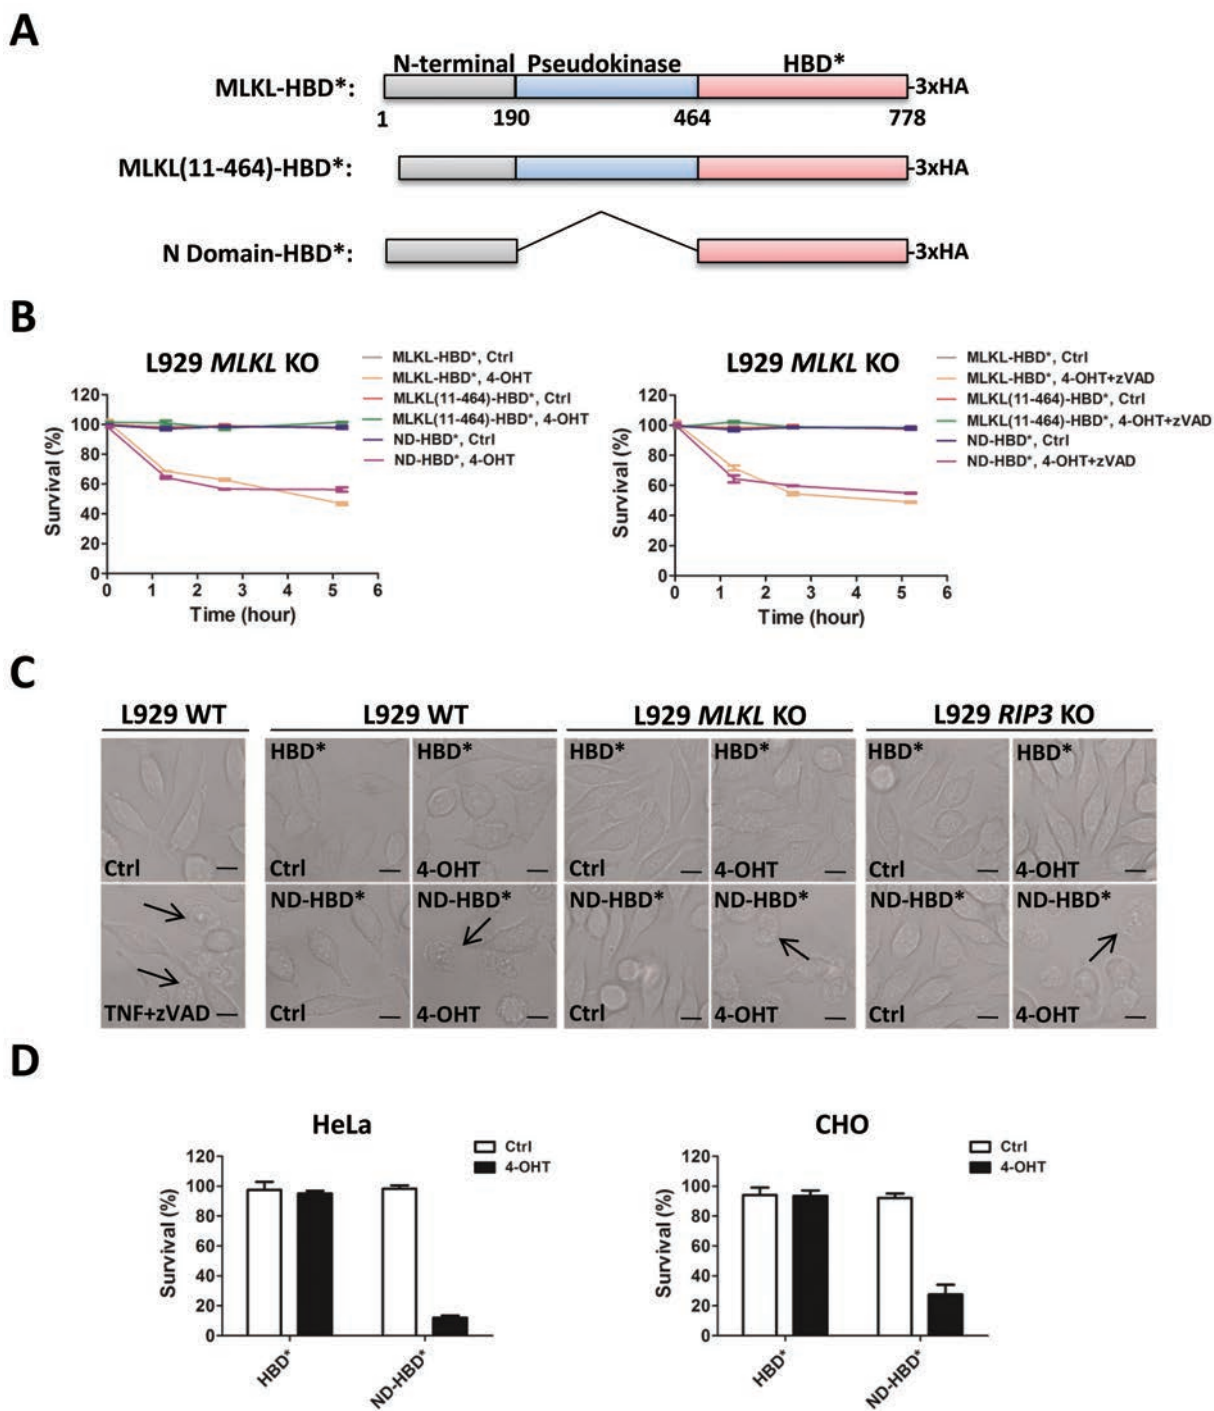 A
N-terminal Pseudokinase HBD*
MLKL-HBD*: -3xHA
1 190 464 778
MLKL(11-464)-HBD*: -3xHA
N Domain-HBD*: -3xHA
B
L929 MLKL KO
MLKL-HBD*, Ctrl
MLKL-HBD*, 4-OHT
MLKL(11-464)-HBD*, Ctrl
MLKL(11-464)-HBD*, 4-OHT
ND-HBD*, Ctrl
ND-HBD*, 4-OHT
120
100
80
60
40
20
0
Survival (%)
0 1 2 3 4 5 6
Time (hour)
L929 MLKL KO
MLKL-HBD*, Ctrl
MLKL-HBD*, 4-OHT+zVAD
MLKL(11-464)-HBD*, Ctrl
MLKL(11-464)-HBD*, 4-OHT+zVAD
ND-HBD*, Ctrl
ND-HBD*, 4-OHT+zVAD
120
100
80
60
40
20
0
Survival (%)
0 1 2 3 4 5 6
Time (hour)
C
L929 WT L929 WT L929 MLKL KO L929 RIP3 KO
HBD* HBD* HBD* HBD* HBD* HBD*
Ctrl Ctrl 4-OHT Ctrl 4-OHT Ctrl 4-OHT
ND-HBD* ND-HBD* ND-HBD* ND-HBD* ND-HBD* ND-HBD*
TNF+zVAD Ctrl 4-OHT Ctrl 4-OHT Ctrl 4-OHT
D
HeLa
Ctrl
4-OHT
120
100
80
60
40
20
0
Survival (%)
HBD* ND-HBD*
CHO
Ctrl
4-OHT
120
100
80
60
40
20
0
Survival (%)
HBD* ND-HBD*